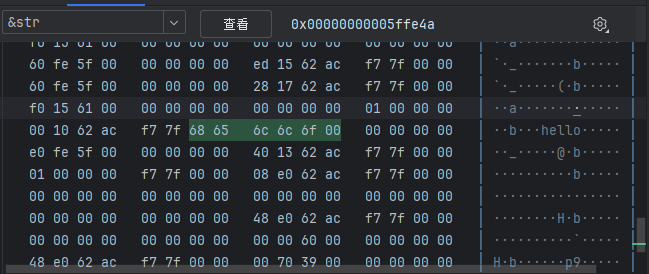 &str 查看 0x00000000005ffe4a
f0 15 61 00 00 00 00 00 00 00 00 00 00 00 00 00 ··a·············
60 fe 5f 00 00 00 00 00 ed 15 62 ac f7 7f 00 00 `·_·······b·····
60 fe 5f 00 00 00 00 00 28 17 62 ac f7 7f 00 00 `·_·····(·b·····
f0 15 61 00 00 00 00 00 00 00 00 00 01 00 00 00 ··a·············
00 10 62 ac f7 7f 68 65 6c 6c 6f 00 00 00 00 00 ··b···hello·····
e0 fe 5f 00 00 00 00 00 40 13 62 ac f7 7f 00 00 ··_·····@·b·····
01 00 00 00 f7 7f 00 00 08 e0 62 ac f7 7f 00 00 ··········b·····
00 00 00 00 00 00 00 00 00 00 00 00 00 00 00 00 ················
00 00 00 00 00 00 00 00 48 e0 62 ac f7 7f 00 00 ········H·b·····
00 00 00 00 00 00 00 00 00 00 60 00 00 00 00 00 ··········`·····
48 e0 62 ac f7 7f 00 00 00 70 39 00 00 00 00 00 H·b······p9·····